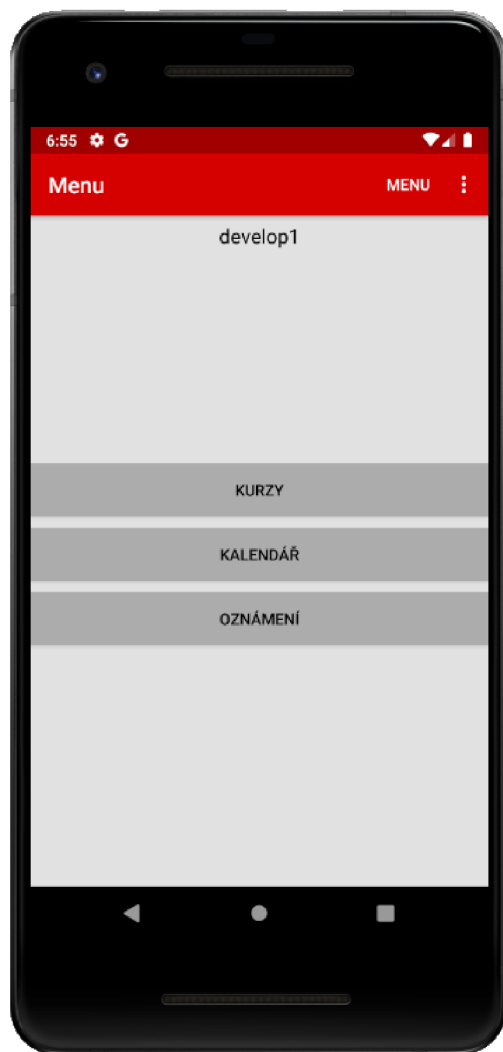 6:55 G
Menu MENU
develop1
KURZY
KALENDÁŘ
OZNÁMENÍ